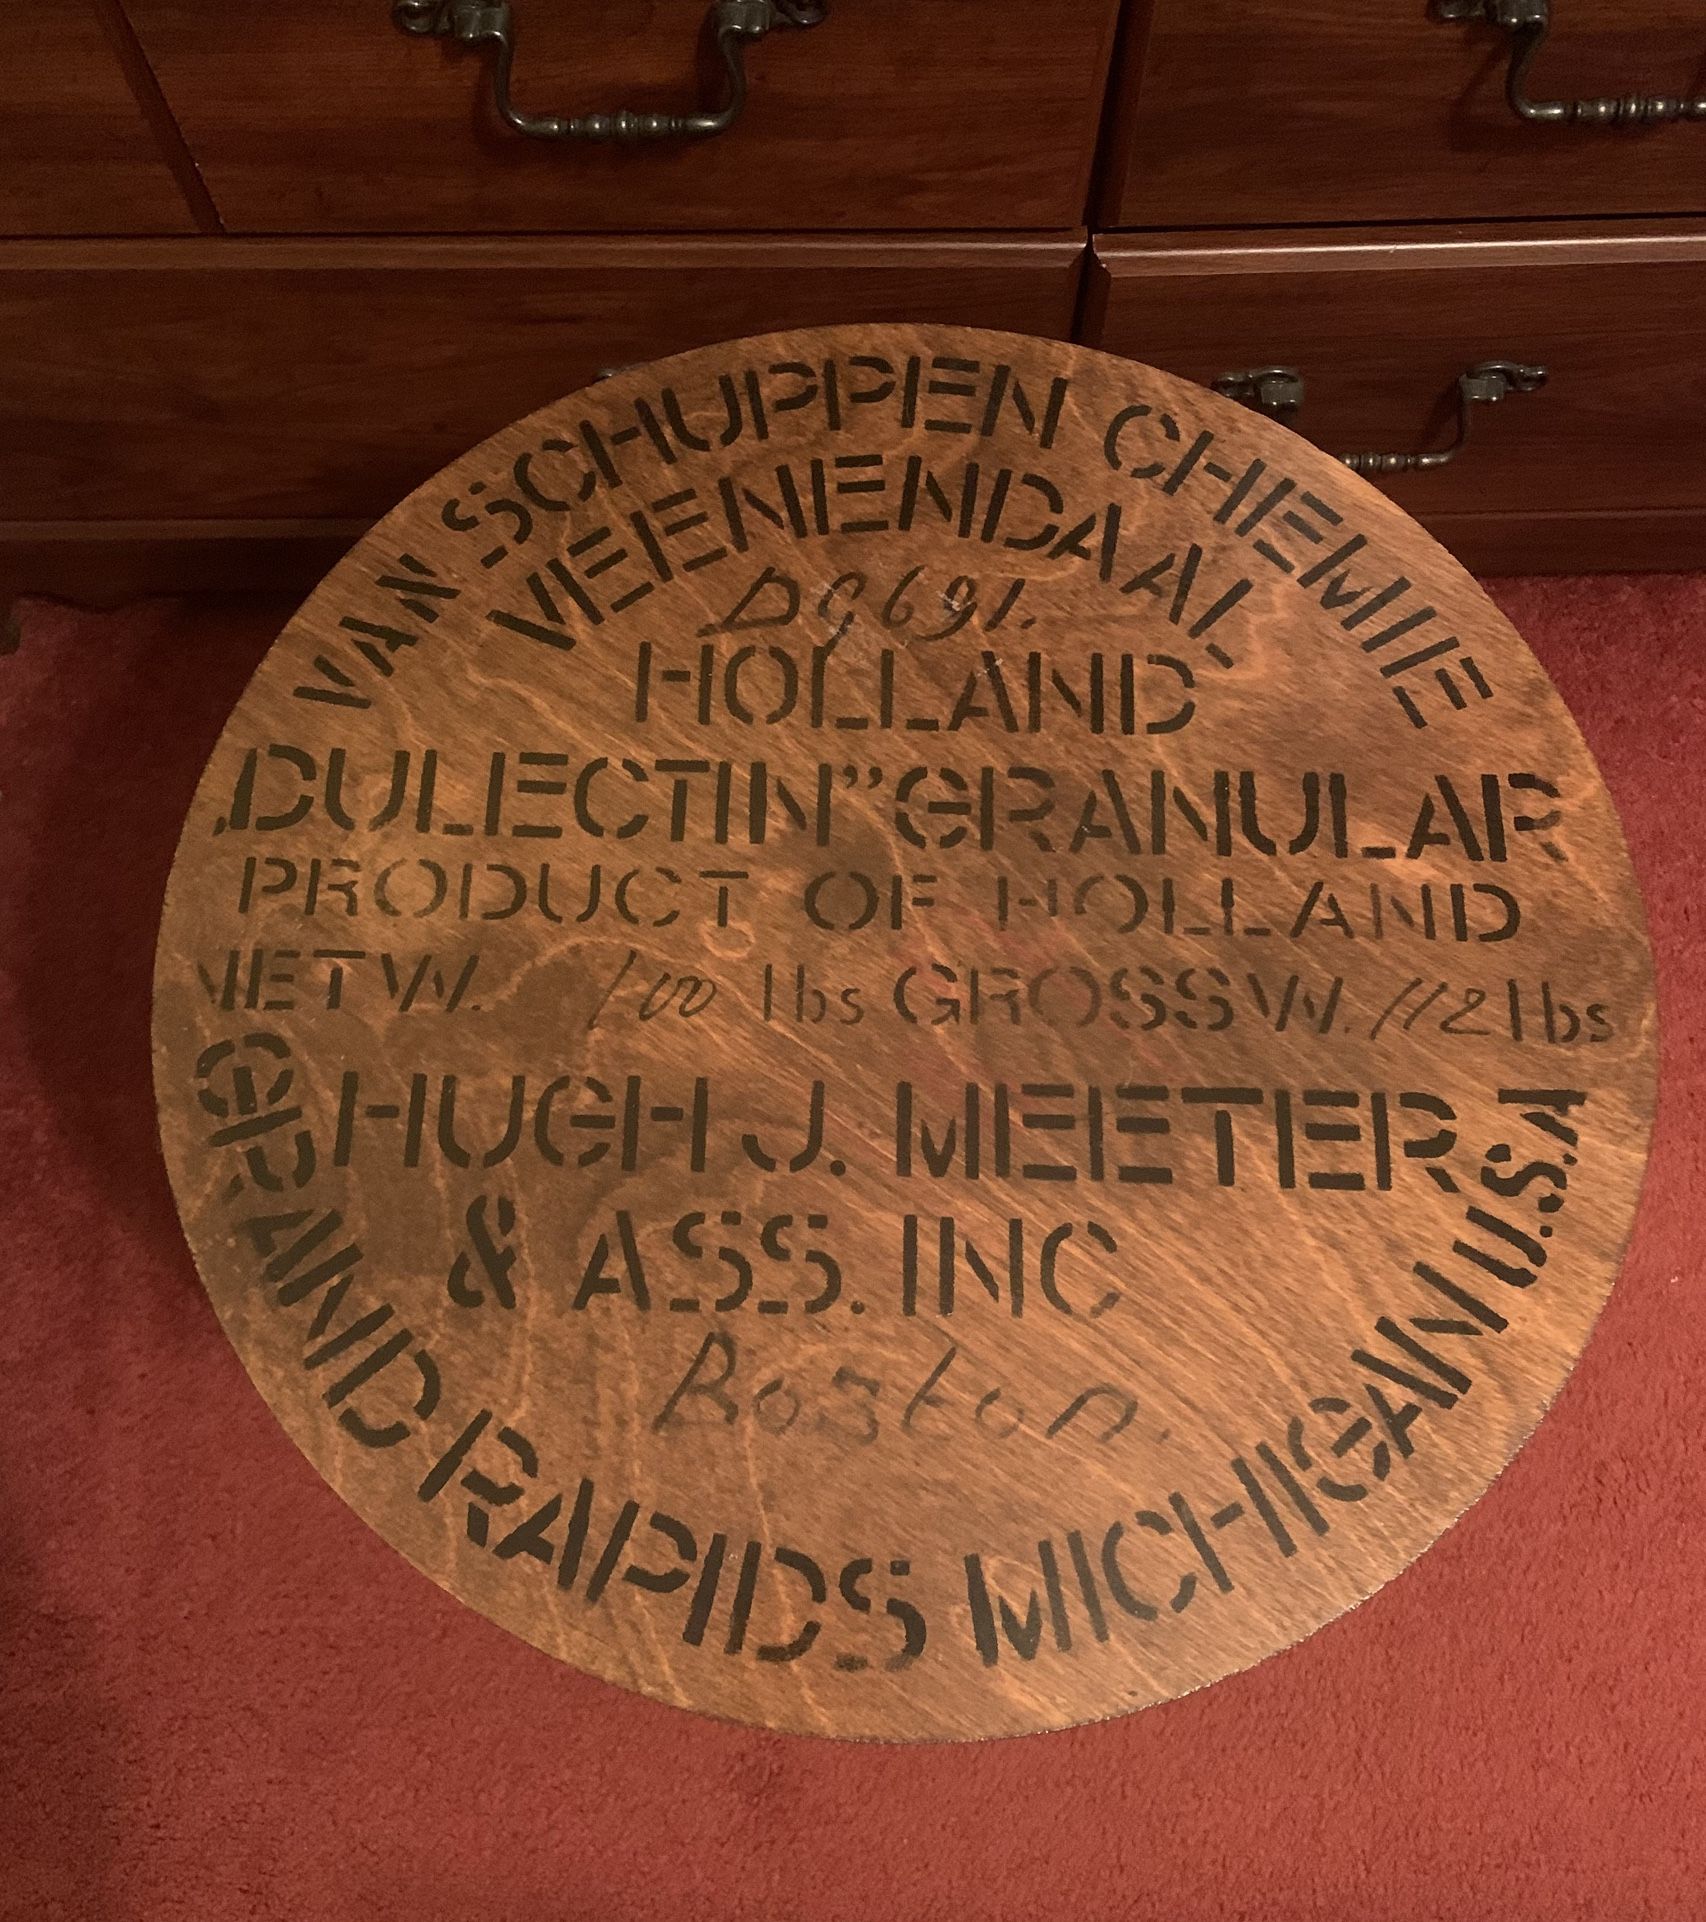 VAN SCHUPPEN CHEMIE
VEENENDAAL
D9691.
HOLLAND
„DULECTIN” GRANULAR
PRODUCT OF HOLLAND
NETW. 100 lbs GROSSW. 112 lbs
HUGH J. MEETER
& ASS. INC
Boston.
GRAND RAPIDS MICHIGAN U.S.A